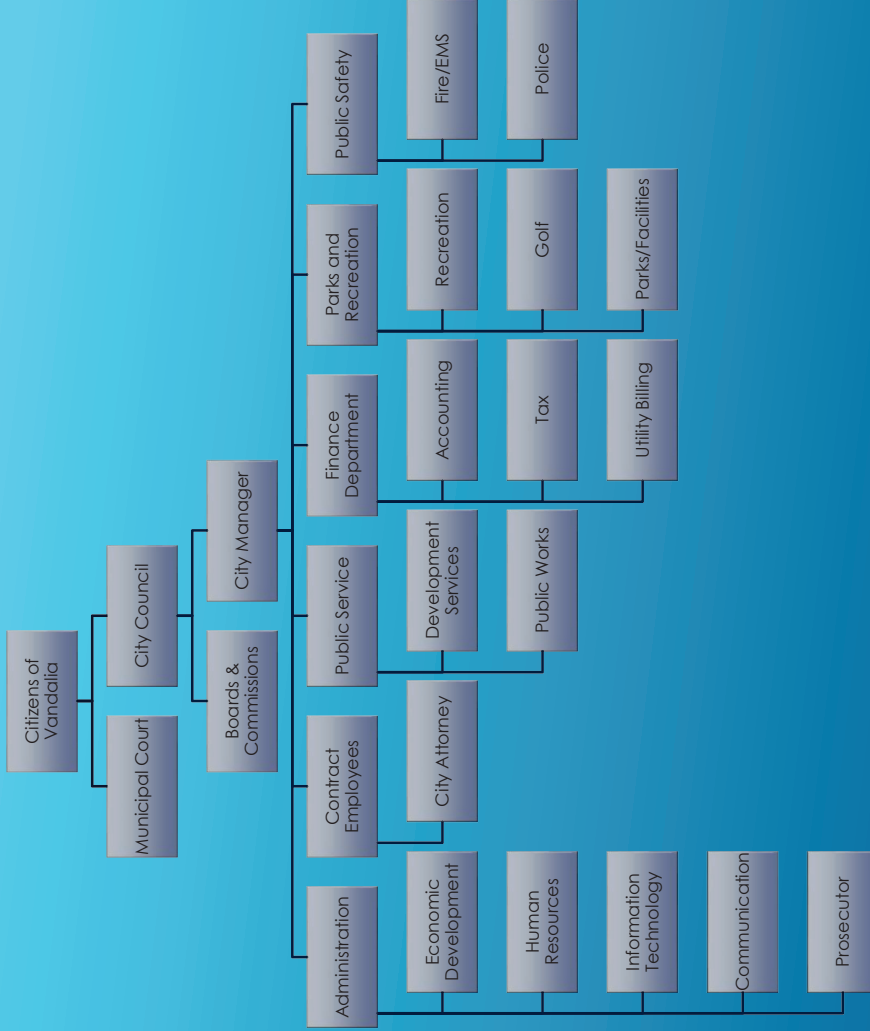 Citizens of
Vandalia
Municipal Court
City Council
Boards &
Commissions
City Manager
Administration
Contract
Employees
Public Service
Finance
Department
Parks and
Recreation
Public Safety
Economic
Development
City Attorney
Development
Services
Accounting
Recreation
Fire/EMS
Human
Resources
Public Works
Tax
Golf
Police
Information
Technology
Utility Billing
Parks/Facilities
Communication
Prosecutor